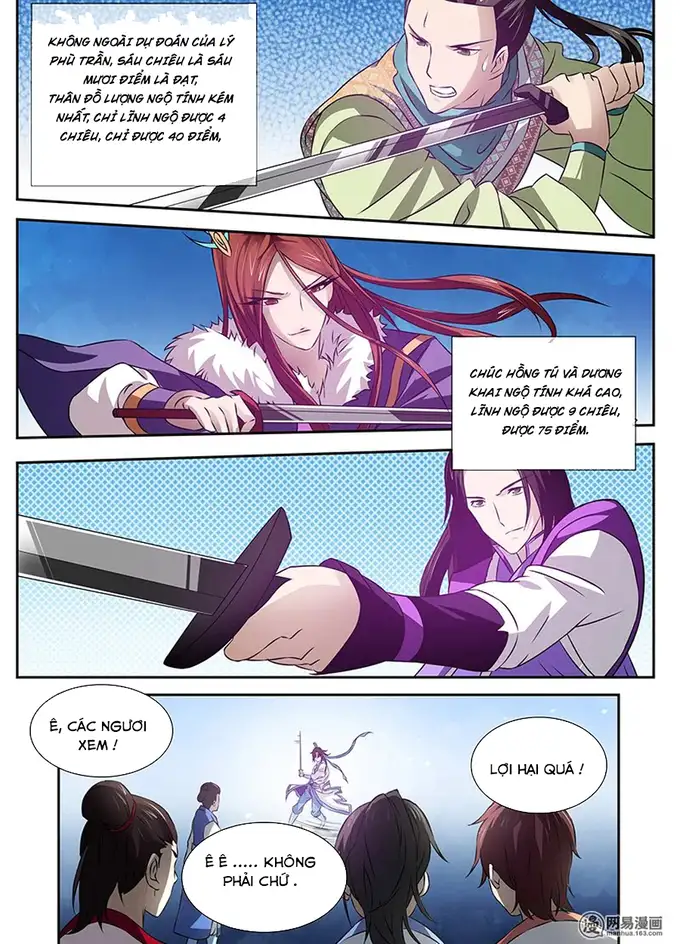 KHÔNG NGOÀI DỰ ĐOÁN CỦA LÝ
PHÙ TRẦN, SÁU CHIÊU LÀ SÁU
MƯƠI ĐIỂM LÀ ĐẠT,
THÂN ĐỒ LƯỢNG NGỘ TÍNH KÉM
NHẤT, CHỈ LĨNH NGỘ ĐƯỢC 4
CHIÊU, CHỈ ĐƯỢC 40 ĐIỂM,
CHÚC HỒNG TÚ VÀ DƯƠNG
KHAI NGỘ TÍNH KHÁ CAO,
LĨNH NGỘ ĐƯỢC 9 CHIÊU,
ĐƯỢC 75 ĐIỂM.
Ê, CÁC NGƯƠI
XEM !
LỢI HẠI QUÁ !
Ê Ê ..... KHÔNG
PHẢI CHỨ .
网易漫画
manhua.163.com